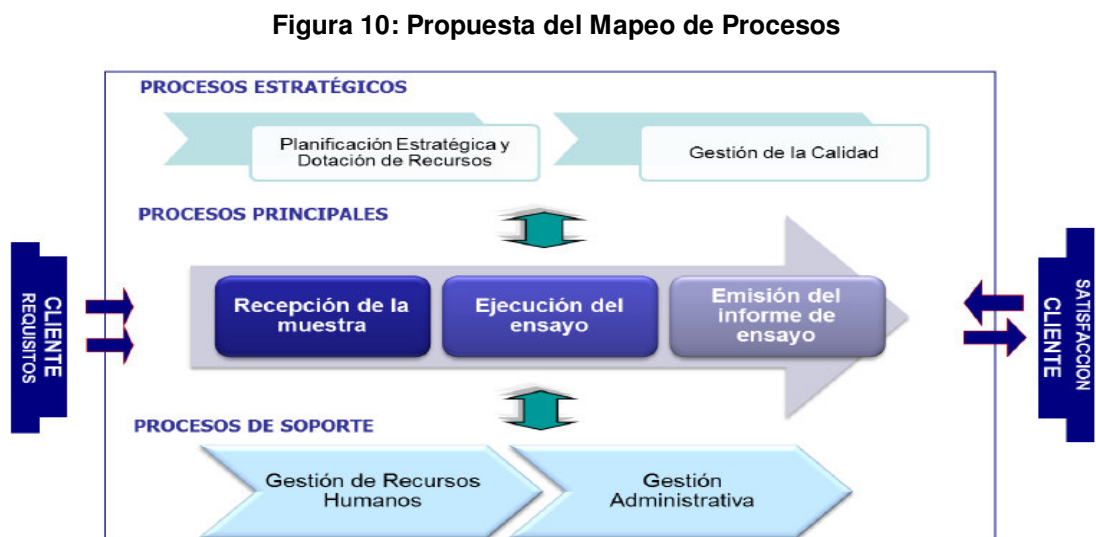 Figura 10: Propuesta del Mapeo de Procesos
PROCESOS ESTRATÉGICOS
Planificación Estratégica y
Dotación de Recursos
Gestión de la Calidad
PROCESOS PRINCIPALES
CLIENTE
REQUISITOS
Recepción de la
muestra
Ejecución del
ensayo
Emisión del
informe de
ensayo
SATISFACCION
CLIENTE
PROCESOS DE SOPORTE
Gestión de Recursos
Humanos
Gestión
Administrativa